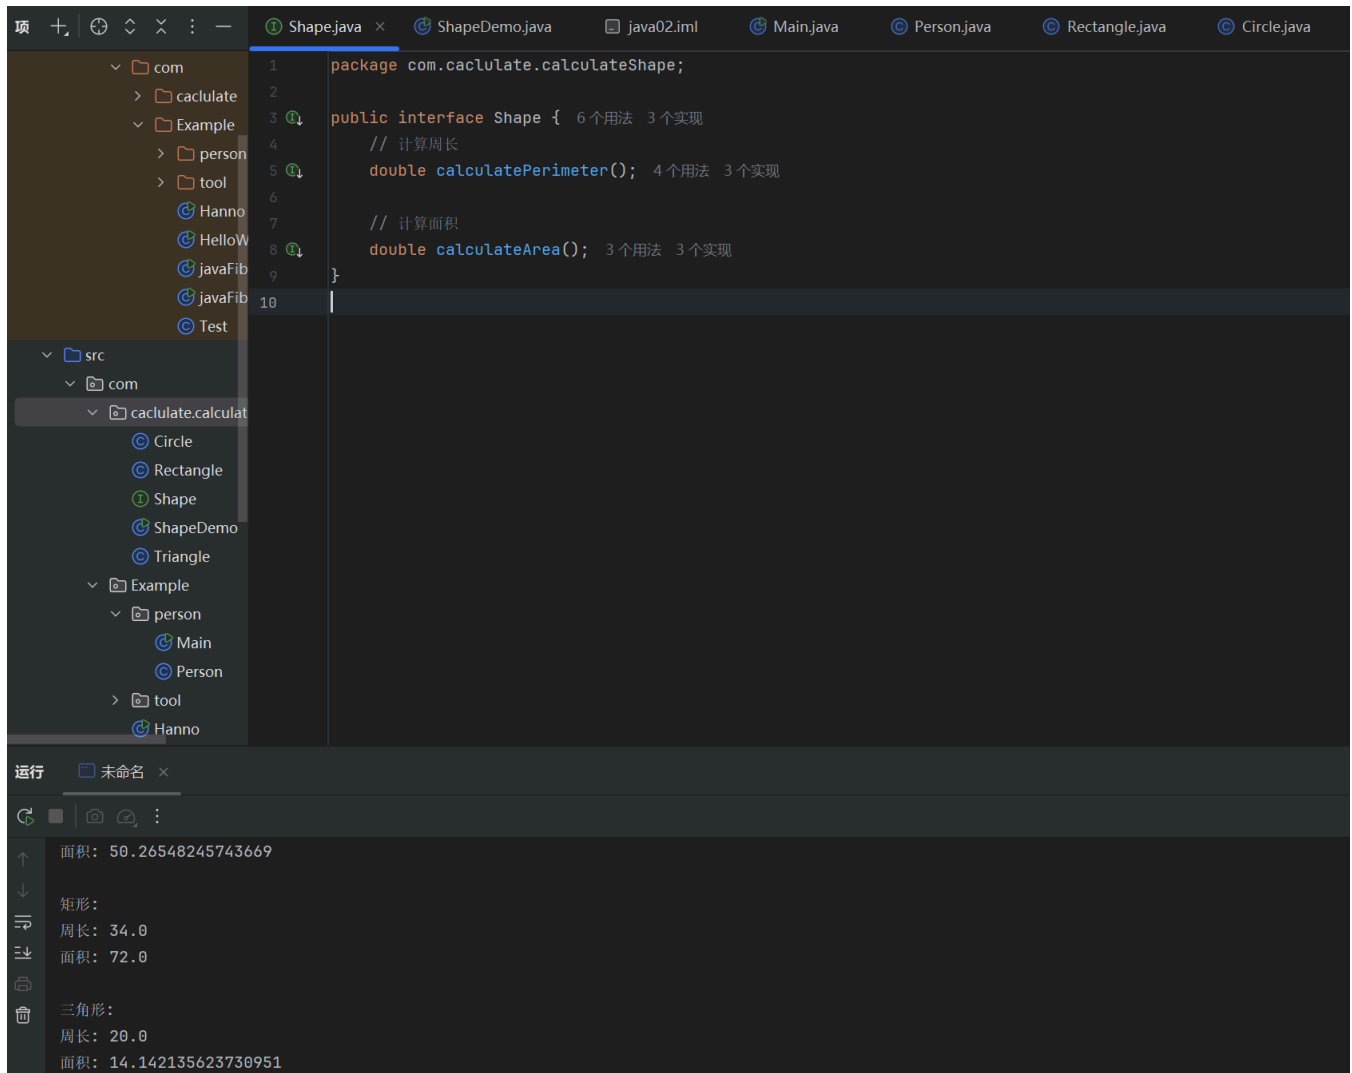 项
Shape.java
ShapeDemo.java
java02.iml
Main.java
Person.java
Rectangle.java
Circle.java
com
caclulate
Example
person
tool
Hanno
HelloW
javaFib
javaFib
Test
src
com
caclulate.calculat
Circle
Rectangle
Shape
ShapeDemo
Triangle
Example
person
Main
Person
tool
Hanno
1 package com.caclulate.calculateShape;
2
3 public interface Shape { 6 个用法 3 个实现
4 // 计算周长
5 double calculatePerimeter(); 4 个用法 3 个实现
6
7 // 计算面积
8 double calculateArea(); 3 个用法 3 个实现
9 }
10
运行 未命名
面积: 50.26548245743669
矩形:
周长: 34.0
面积: 72.0
三角形:
周长: 20.0
面积: 14.142135623730951